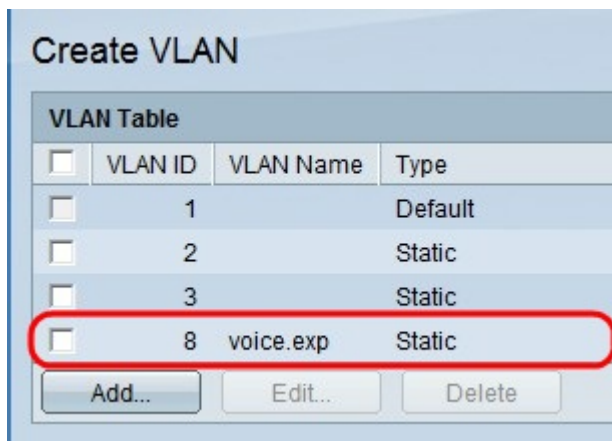 Create VLAN
VLAN Table
VLAN ID VLAN Name Type
1 Default
2 Static
3 Static
8 voice.exp Static
Add... Edit... Delete